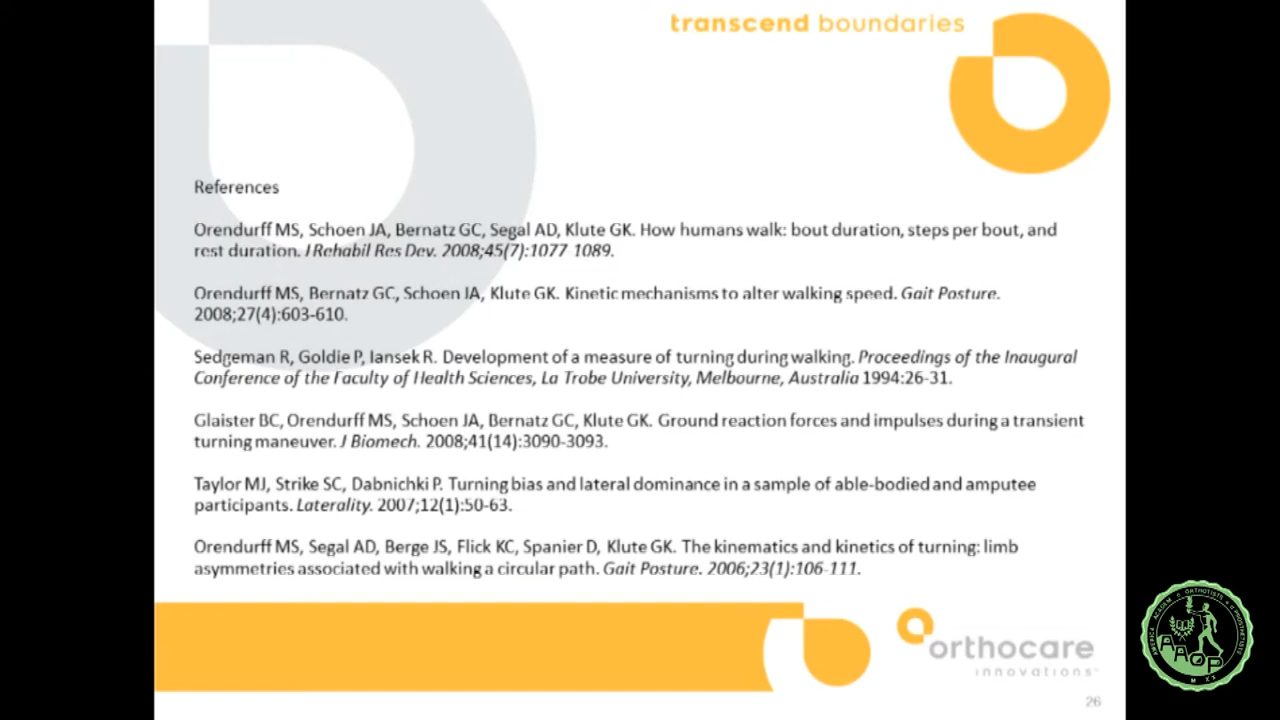 transcend boundaries
References
Orendurff MS, Schoen JA, Bernatz GC, Segal AD, Klute GK. How humans walk: bout duration, steps per bout, and
rest duration. J Rehabil Res Dev. 2008;45(7):1077-1089.
Orendurff MS, Bernatz GC, Schoen JA, Klute GK. Kinetic mechanisms to alter walking speed. Gait Posture.
2008;27(4):603-610.
Sedgeman R, Goldie P, Iansek R. Development of a measure of turning during walking. Proceedings of the Inaugural
Conference of the Faculty of Health Sciences, La Trobe University, Melbourne, Australia 1994:26-31.
Glaister BC, Orendurff MS, Schoen JA, Bernatz GC, Klute GK. Ground reaction forces and impulses during a transient
turning maneuver. J Biomech. 2008;41(14):3090-3093.
Taylor MJ, Strike SC, Dabnichki P. Turning bias and lateral dominance in a sample of able-bodied and amputee
participants. Laterality. 2007;12(1):50-63.
Orendurff MS, Segal AD, Berge JS, Flick KC, Spanier D, Klute GK. The kinematics and kinetics of turning: limb
asymmetries associated with walking a circular path. Gait Posture. 2006;23(1):106-111.
orthocare
innovations
26
AAOP